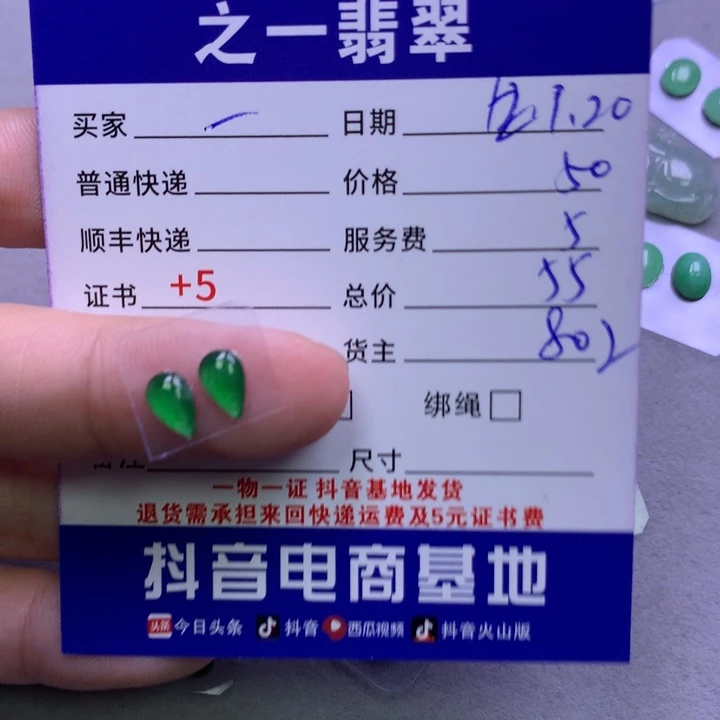 之一翡翠
买家 一 日期 1.20
普通快递 价格 50
顺丰快递 服务费 5
证书 +5 总价 55
货主 802
绑绳
尺寸
一物一证 抖音基地发货
退货需承担来回快递运费及5元证书费
抖音电商基地
头条 今日头条 抖音 西瓜视频 抖音火山版